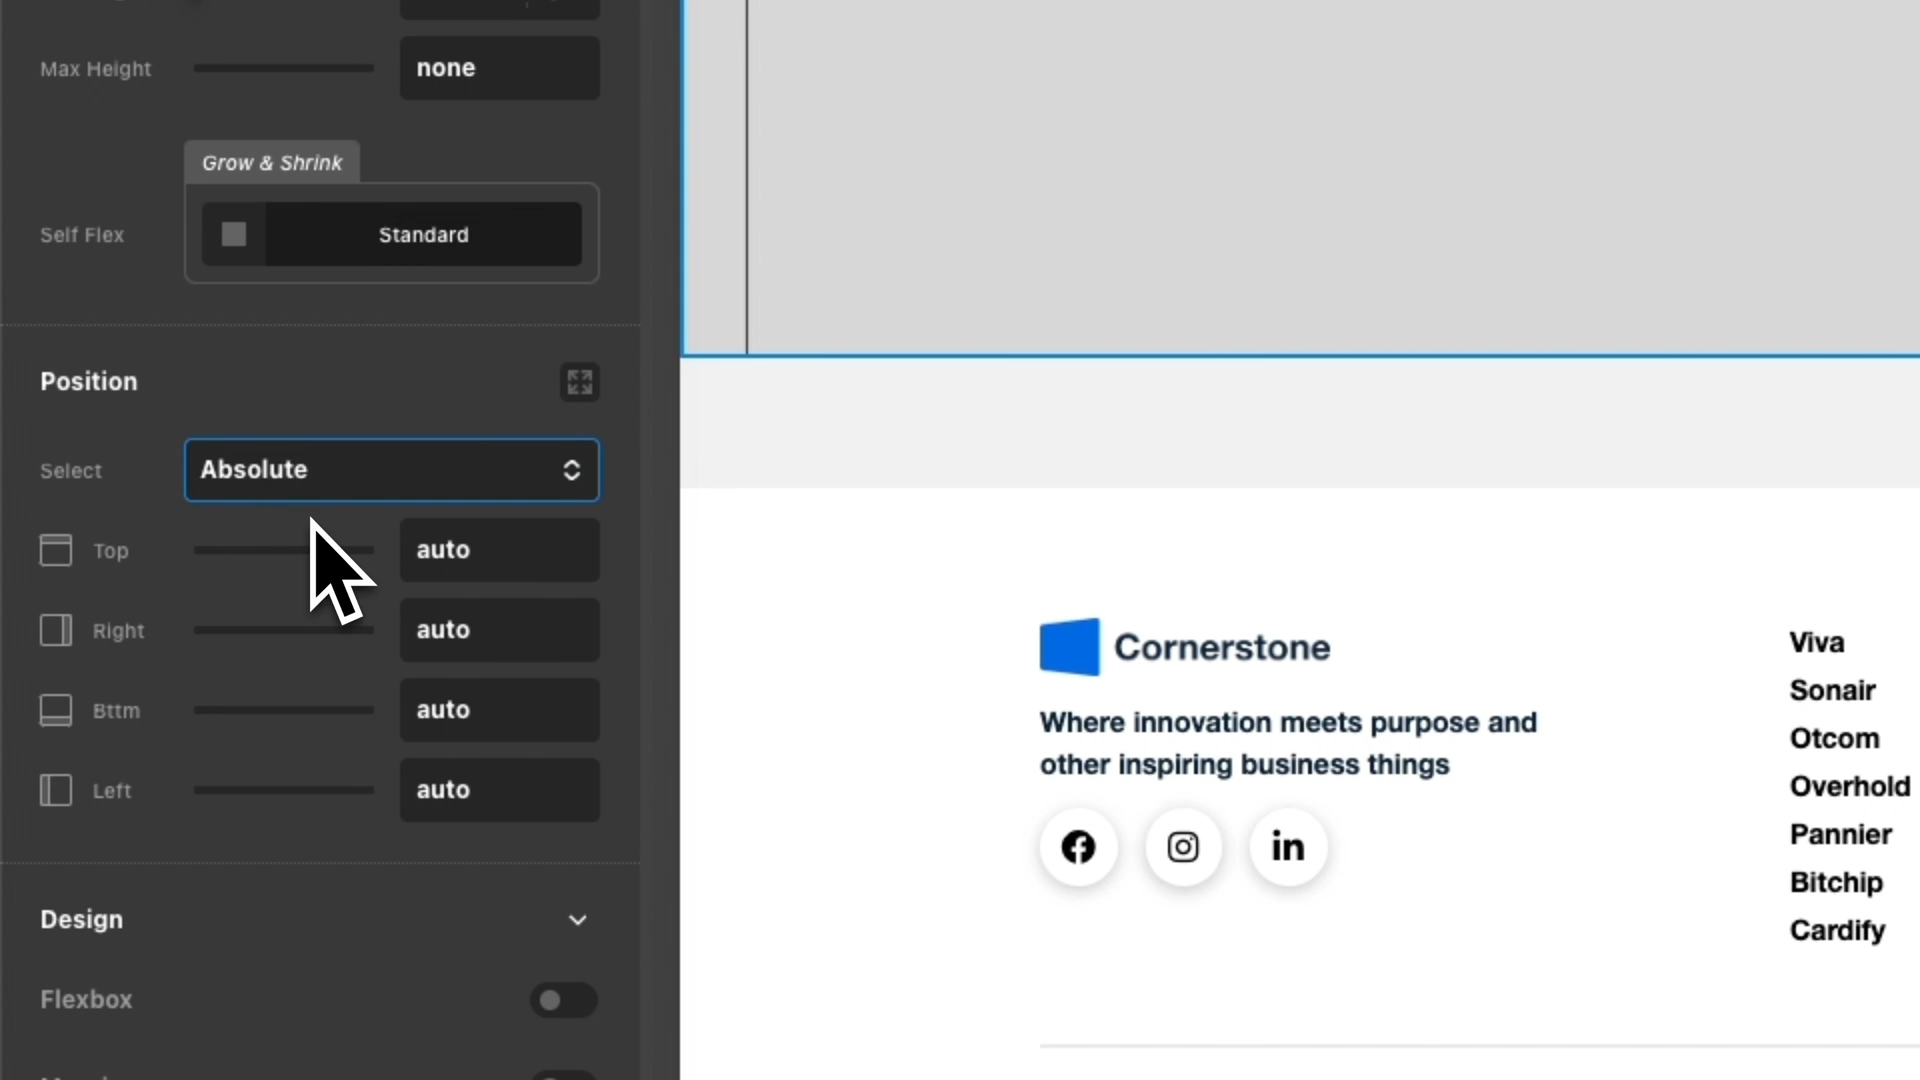 Max Height
none
Grow & Shrink
Self Flex
Standard
Position
Select
Absolute
Top
auto
Right
auto
Bttm
auto
Left
auto
Design
Flexbox
Cornerstone
Where innovation meets purpose and
other inspiring business things
in
Viva
Sonair
Otcom
Overhold
Pannier
Bitchip
Cardify